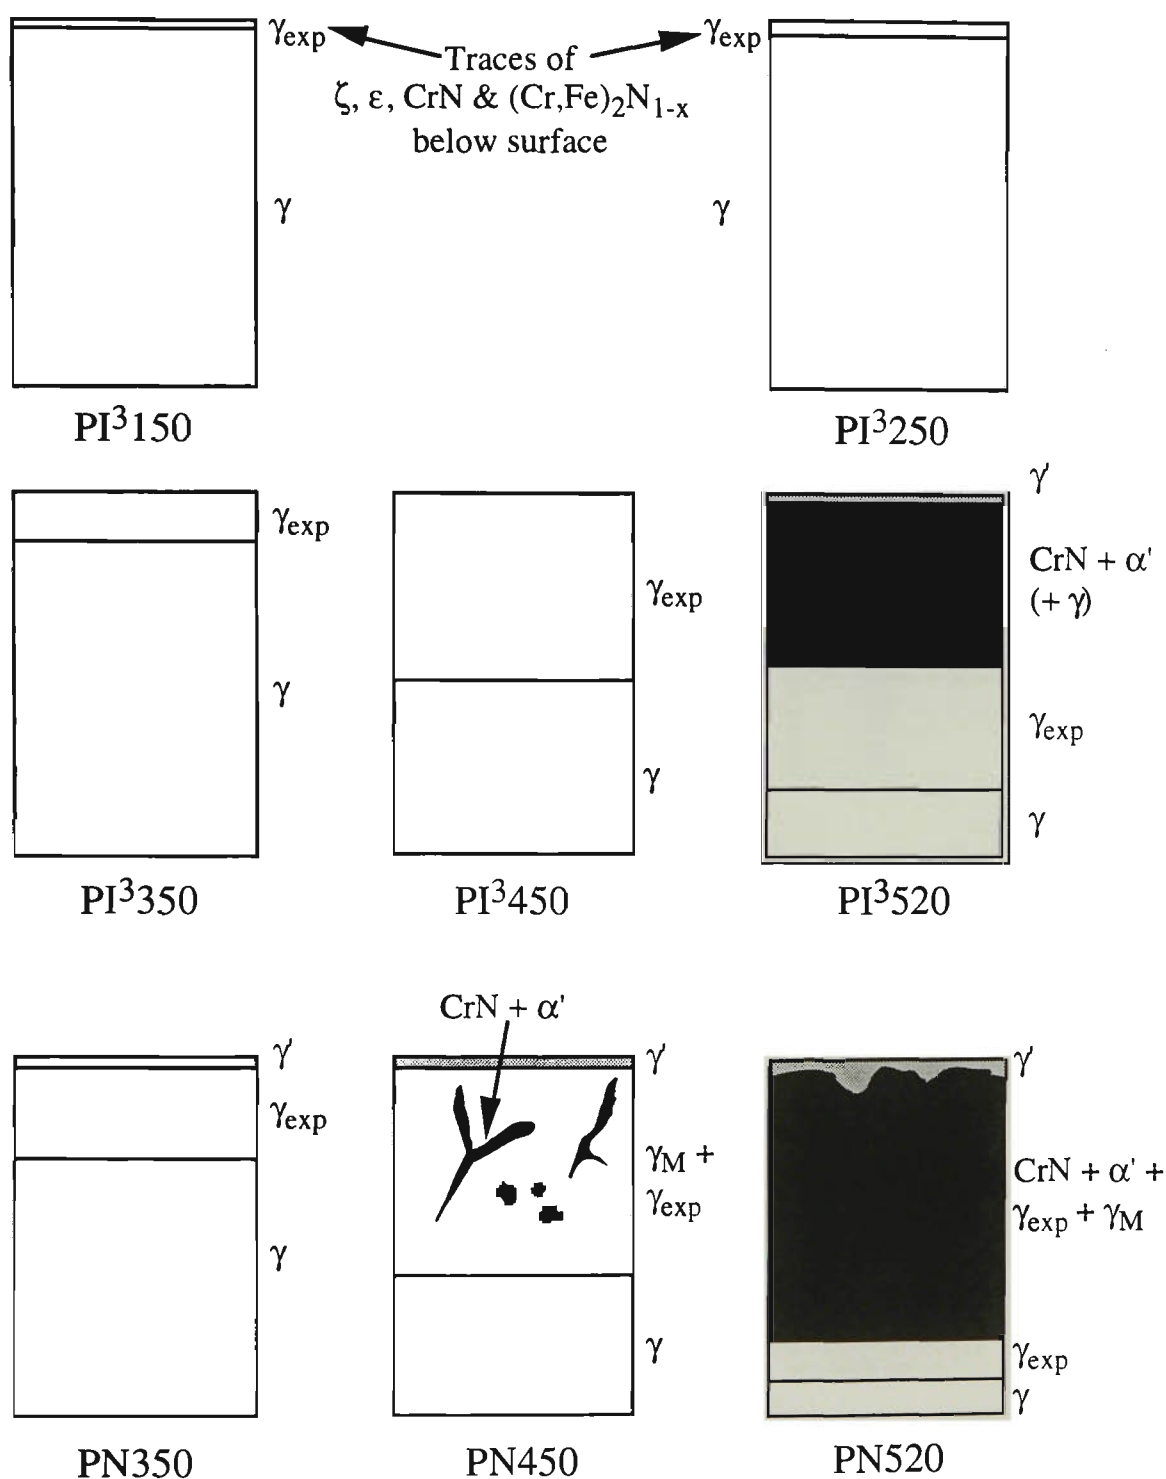 γexp
Traces of
ζ, ε, CrN & (Cr,Fe)2N1-x
below surface
γexp
γ
γ
PI³150
PI³250
γexp
γ
PI³350
γexp
γ
PI³450
γ'
CrN + α'
(+ γ)
γexp
γ
PI³520
γ'
γexp
γ
PN350
CrN + α'
γ'
γM +
γexp
γ
PN450
γ'
CrN + α' +
γexp + γM
γexp
γ
PN520